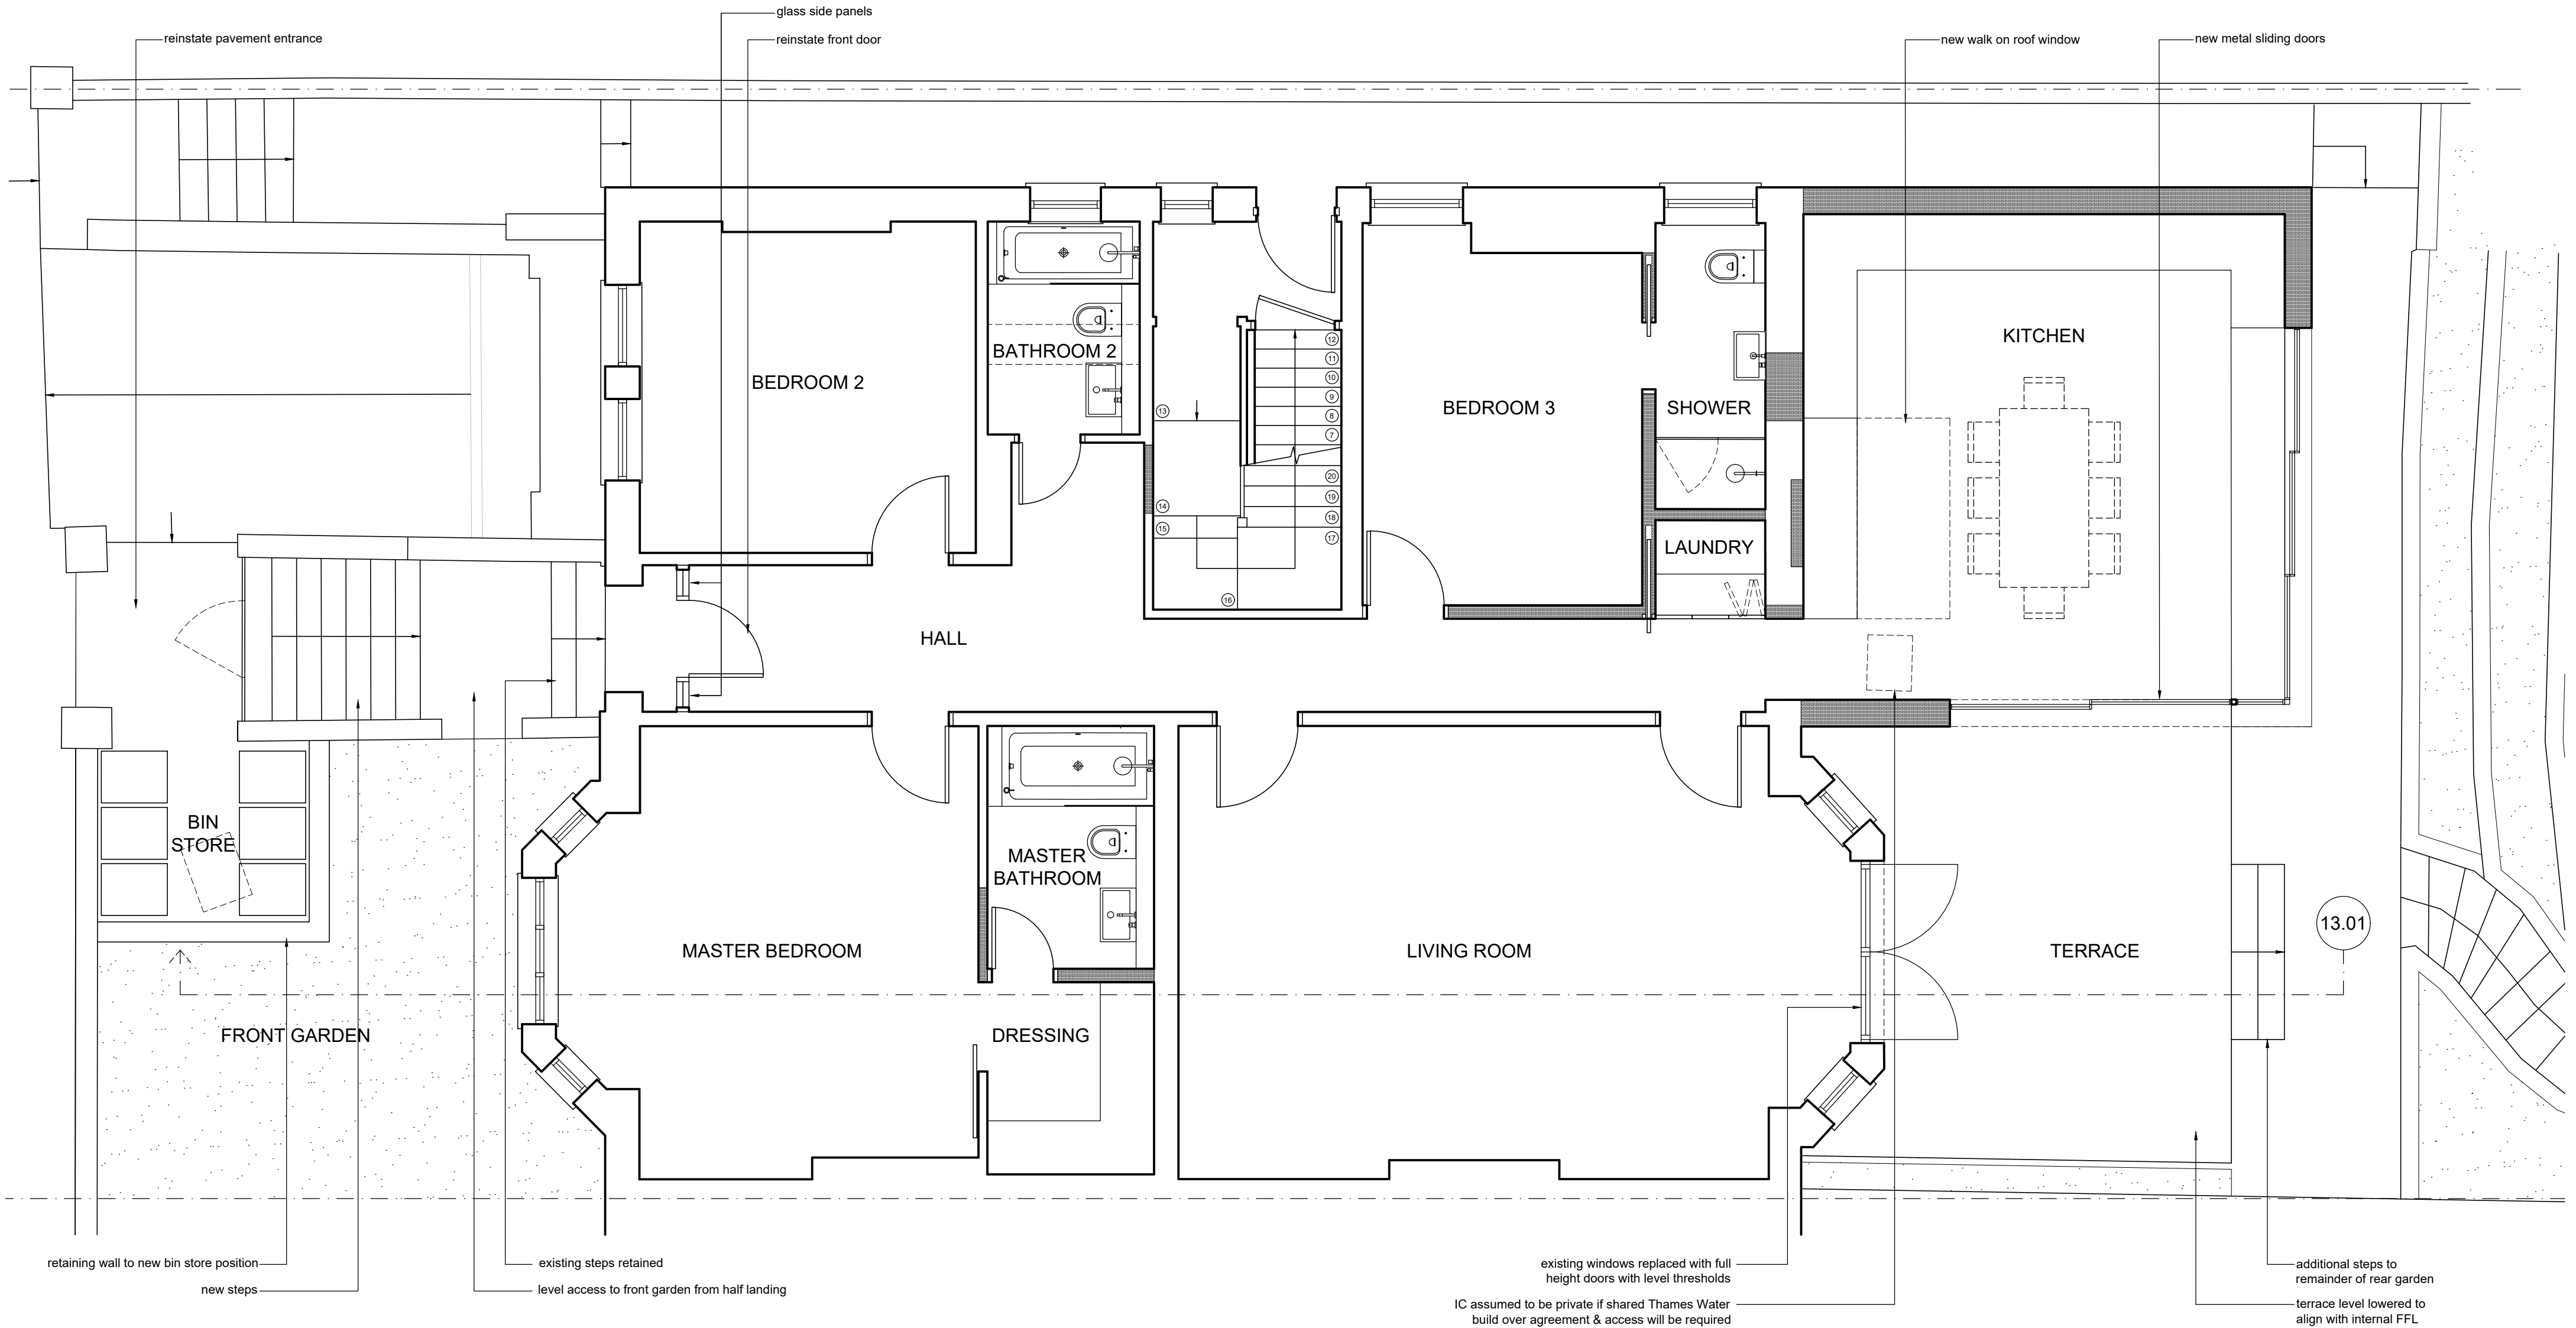 glass side panels
reinstate pavement entrance
reinstate front door
new walk on roof window
new metal sliding doors
KITCHEN
12
11
10
9
8
7
20
19
18
17
13
14
15
16
BATHROOM 2
BEDROOM 2
BEDROOM 3
SHOWER
LAUNDRY
HALL
BIN
STORE
MASTER
BATHROOM
MASTER BEDROOM
LIVING ROOM
TERRACE
13.01
FRONT GARDEN
DRESSING
retaining wall to new bin store position
new steps
existing steps retained
level access to front garden from half landing
existing windows replaced with full
height doors with level thresholds
IC assumed to be private if shared Thames Water
build over agreement & access will be required
additional steps to
remainder of rear garden
terrace level lowered to
align with internal FFL